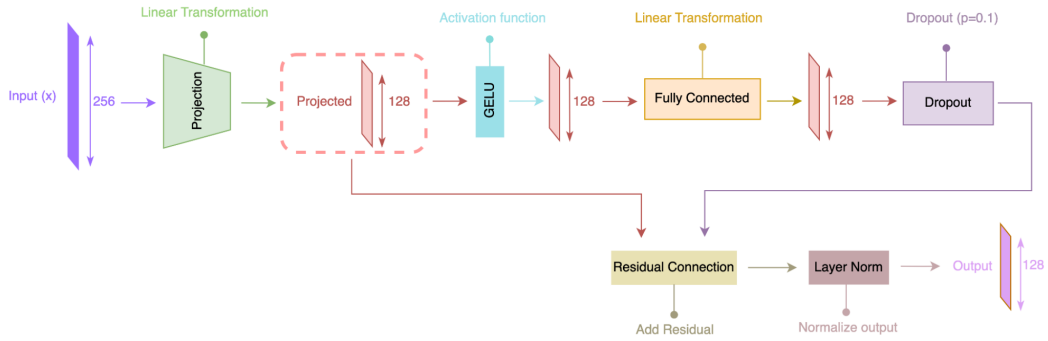 Linear Transformation
Activation function
Linear Transformation
Dropout (p=0.1)
Input (x)
256
Projection
Projected
128
GELU
128
Fully Connected
128
Dropout
Residual Connection
Layer Norm
Output
128
Add Residual
Normalize output